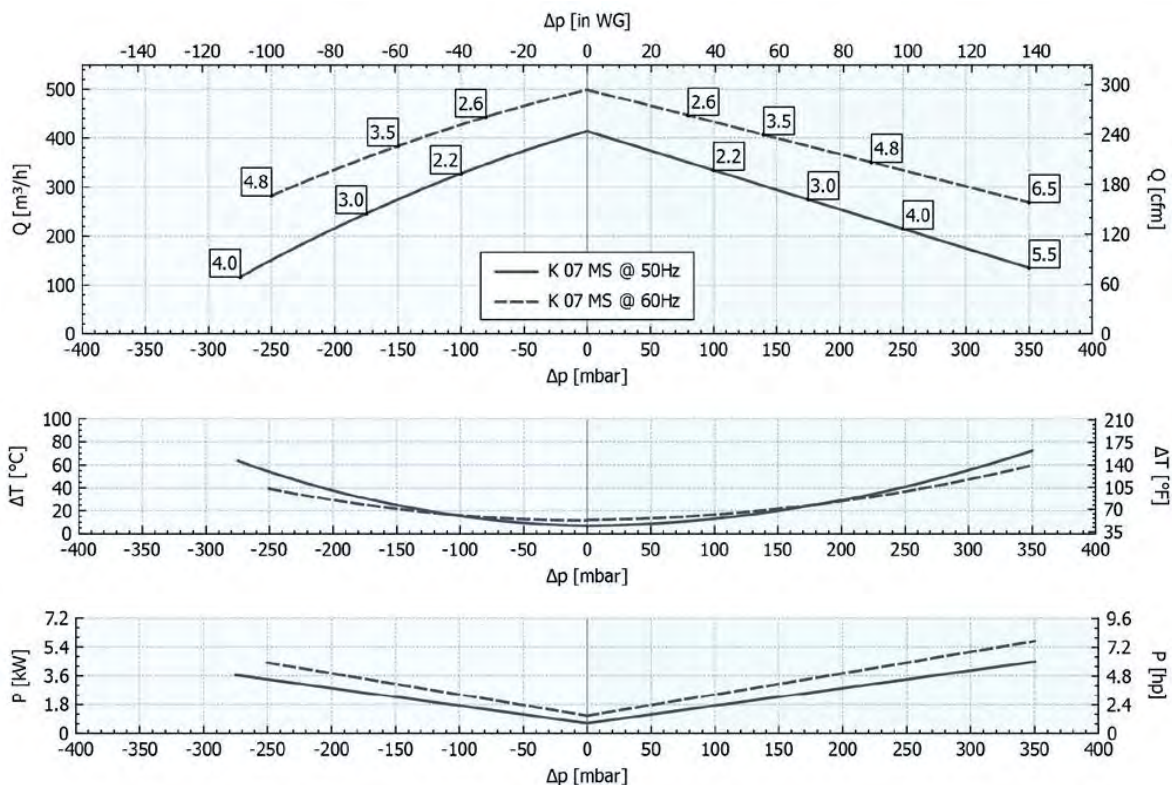 Δp [in WG]
-140 -120 -100 -80 -60 -40 -20 0 20 40 60 80 100 120 140
500 400 300 200 100 0
Q [m³/h]
300 240 180 120 60 0
Q [cfm]
2.6 2.6
3.5 3.5
4.8 2.2 2.2 4.8
3.0 3.0 6.5
4.0 4.0
5.5
K 07 MS @ 50Hz
K 07 MS @ 60Hz
-400 -350 -300 -250 -200 -150 -100 -50 0 50 100 150 200 250 300 350 400
Δp [mbar]
100 80 60 40 20 0
ΔT [°C]
210 175 140 105 70 35
ΔT [°F]
-400 -350 -300 -250 -200 -150 -100 -50 0 50 100 150 200 250 300 350 400
Δp [mbar]
7.2 5.4 3.6 1.8 0
P [kW]
9.6 7.2 4.8 2.4 0
P [hp]
-400 -350 -300 -250 -200 -150 -100 -50 0 50 100 150 200 250 300 350 400
Δp [mbar]